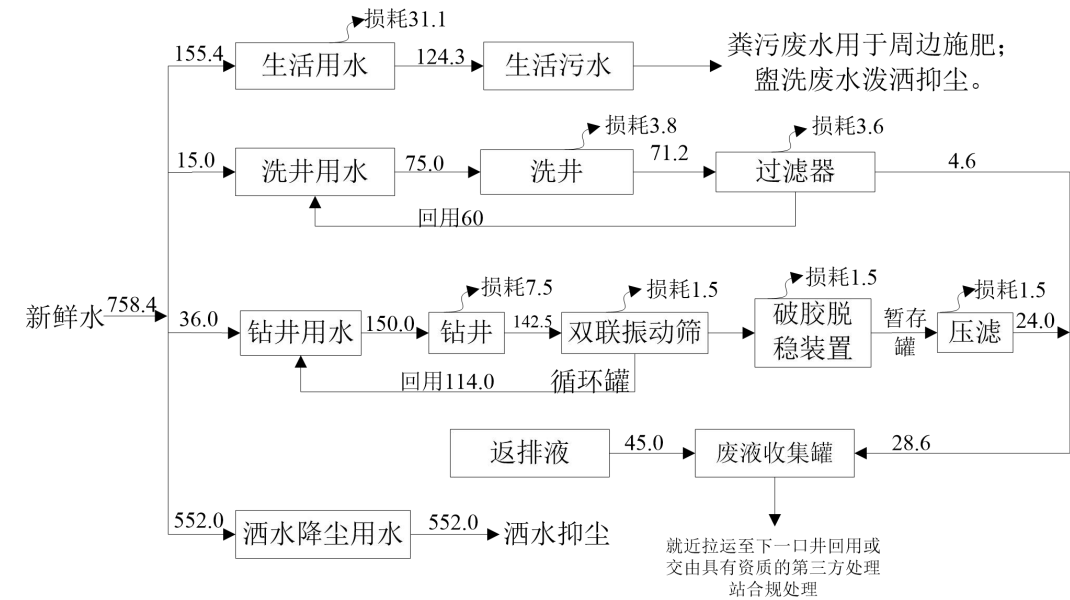 损耗31.1
155.4
生活用水
124.3
生活污水
粪污废水用于周边施肥；
盥洗废水泼洒抑尘。
15.0
洗井用水
75.0
损耗3.8
洗井
71.2
损耗3.6
过滤器
4.6
回用60
新鲜水
758.4
36.0
钻井用水
150.0
损耗7.5
钻井
142.5
损耗1.5
双联振动筛
循环罐
回用114.0
损耗1.5
破胶脱
稳装置
暂存
罐
损耗1.5
压滤
24.0
返排液
45.0
废液收集罐
28.6
552.0
洒水降尘用水
552.0
洒水抑尘
就近拉运至下一口井回用或
交由具有资质的第三方处理
站合规处理